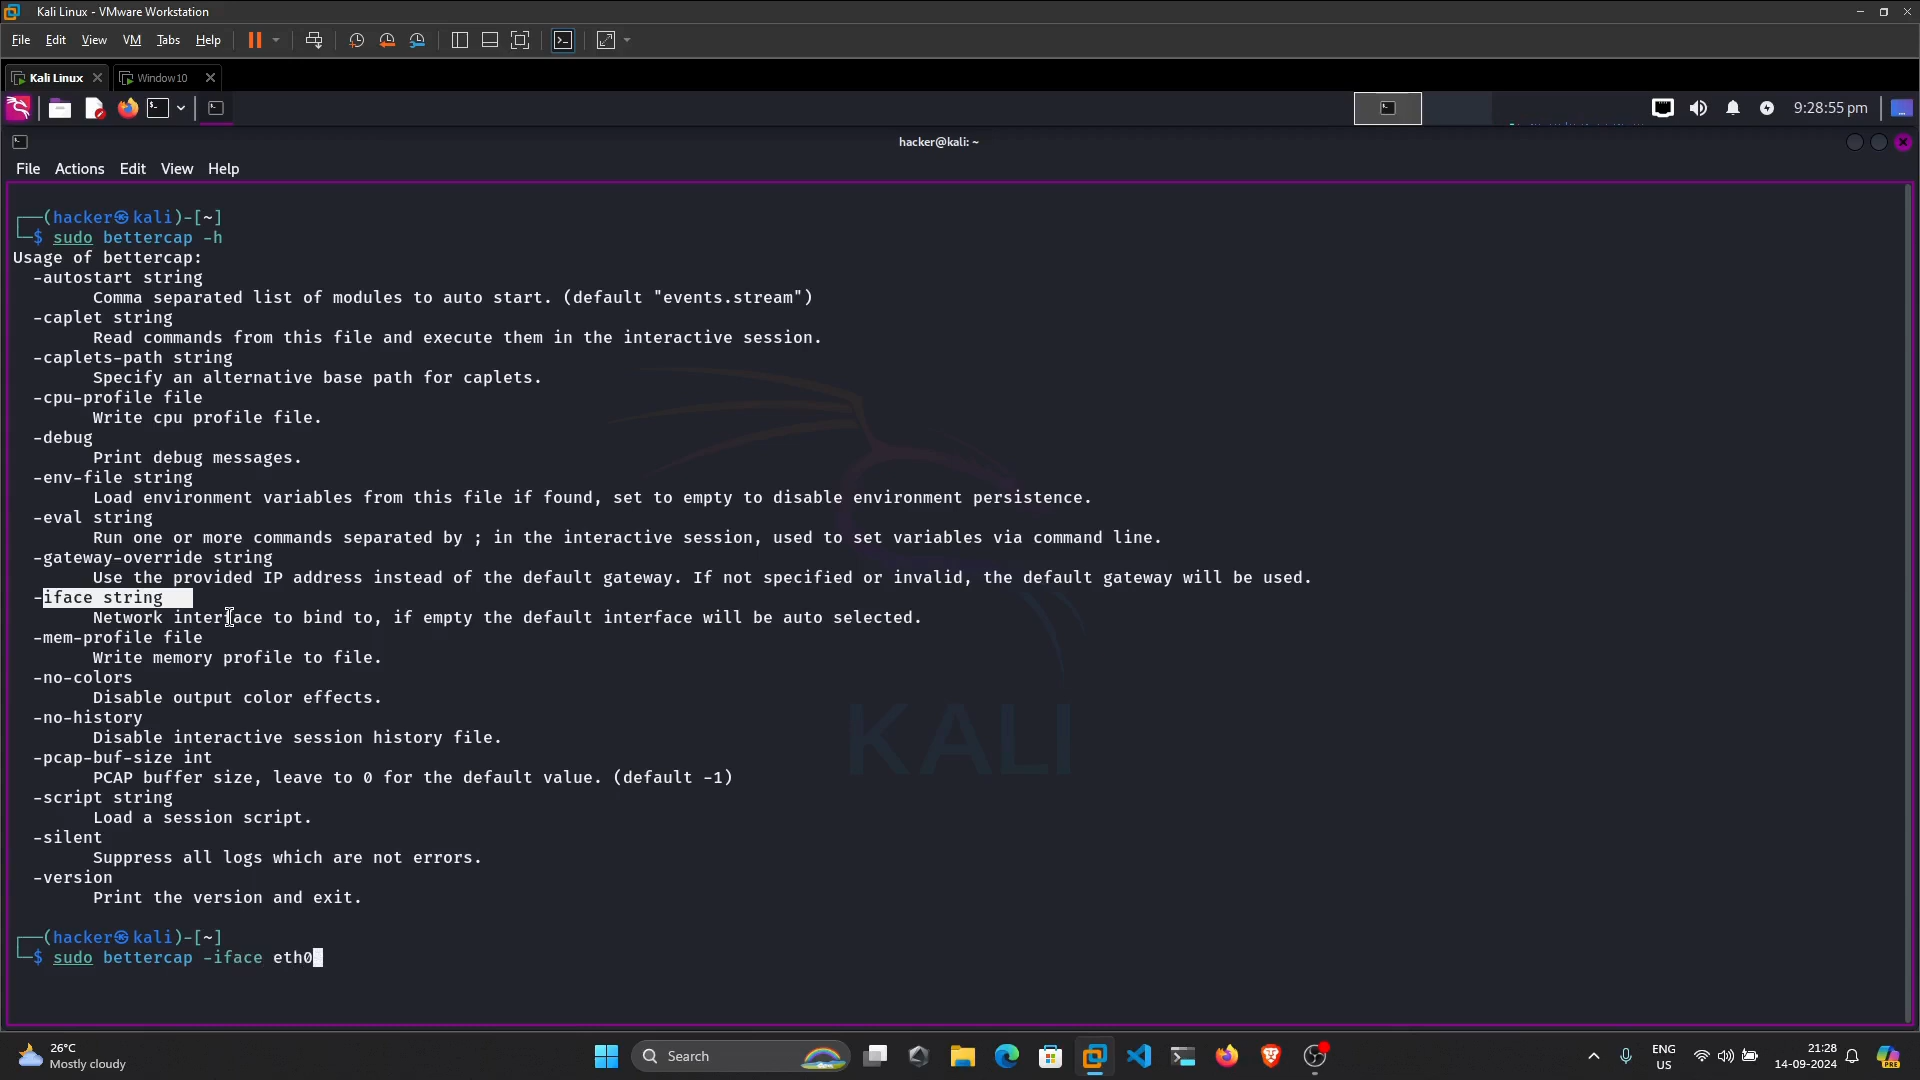 Kali Linux - VMware Workstation
File Edit View VM Tabs Help
Kali Linux Window10
9:28:55 pm
hacker@kali: ~
File Actions Edit View Help
┌──(hacker㉿kali)-[~]
└─$ sudo bettercap -h
Usage of bettercap:
-autostart string
Comma separated list of modules to auto start. (default "events.stream")
-caplet string
Read commands from this file and execute them in the interactive session.
-caplets-path string
Specify an alternative base path for caplets.
-cpu-profile file
Write cpu profile file.
-debug
Print debug messages.
-env-file string
Load environment variables from this file if found, set to empty to disable environment persistence.
-eval string
Run one or more commands separated by ; in the interactive session, used to set variables via command line.
-gateway-override string
Use the provided IP address instead of the default gateway. If not specified or invalid, the default gateway will be used.
-iface string
Network interface to bind to, if empty the default interface will be auto selected.
-mem-profile file
Write memory profile to file.
-no-colors
Disable output color effects.
-no-history
Disable interactive session history file.
-pcap-buf-size int
PCAP buffer size, leave to 0 for the default value. (default -1)
-script string
Load a session script.
-silent
Suppress all logs which are not errors.
-version
Print the version and exit.
┌──(hacker㉿kali)-[~]
└─$ sudo bettercap -iface eth0
KALI
26°C
Mostly cloudy
Search
ENG
US
21:28
14-09-2024
PRE